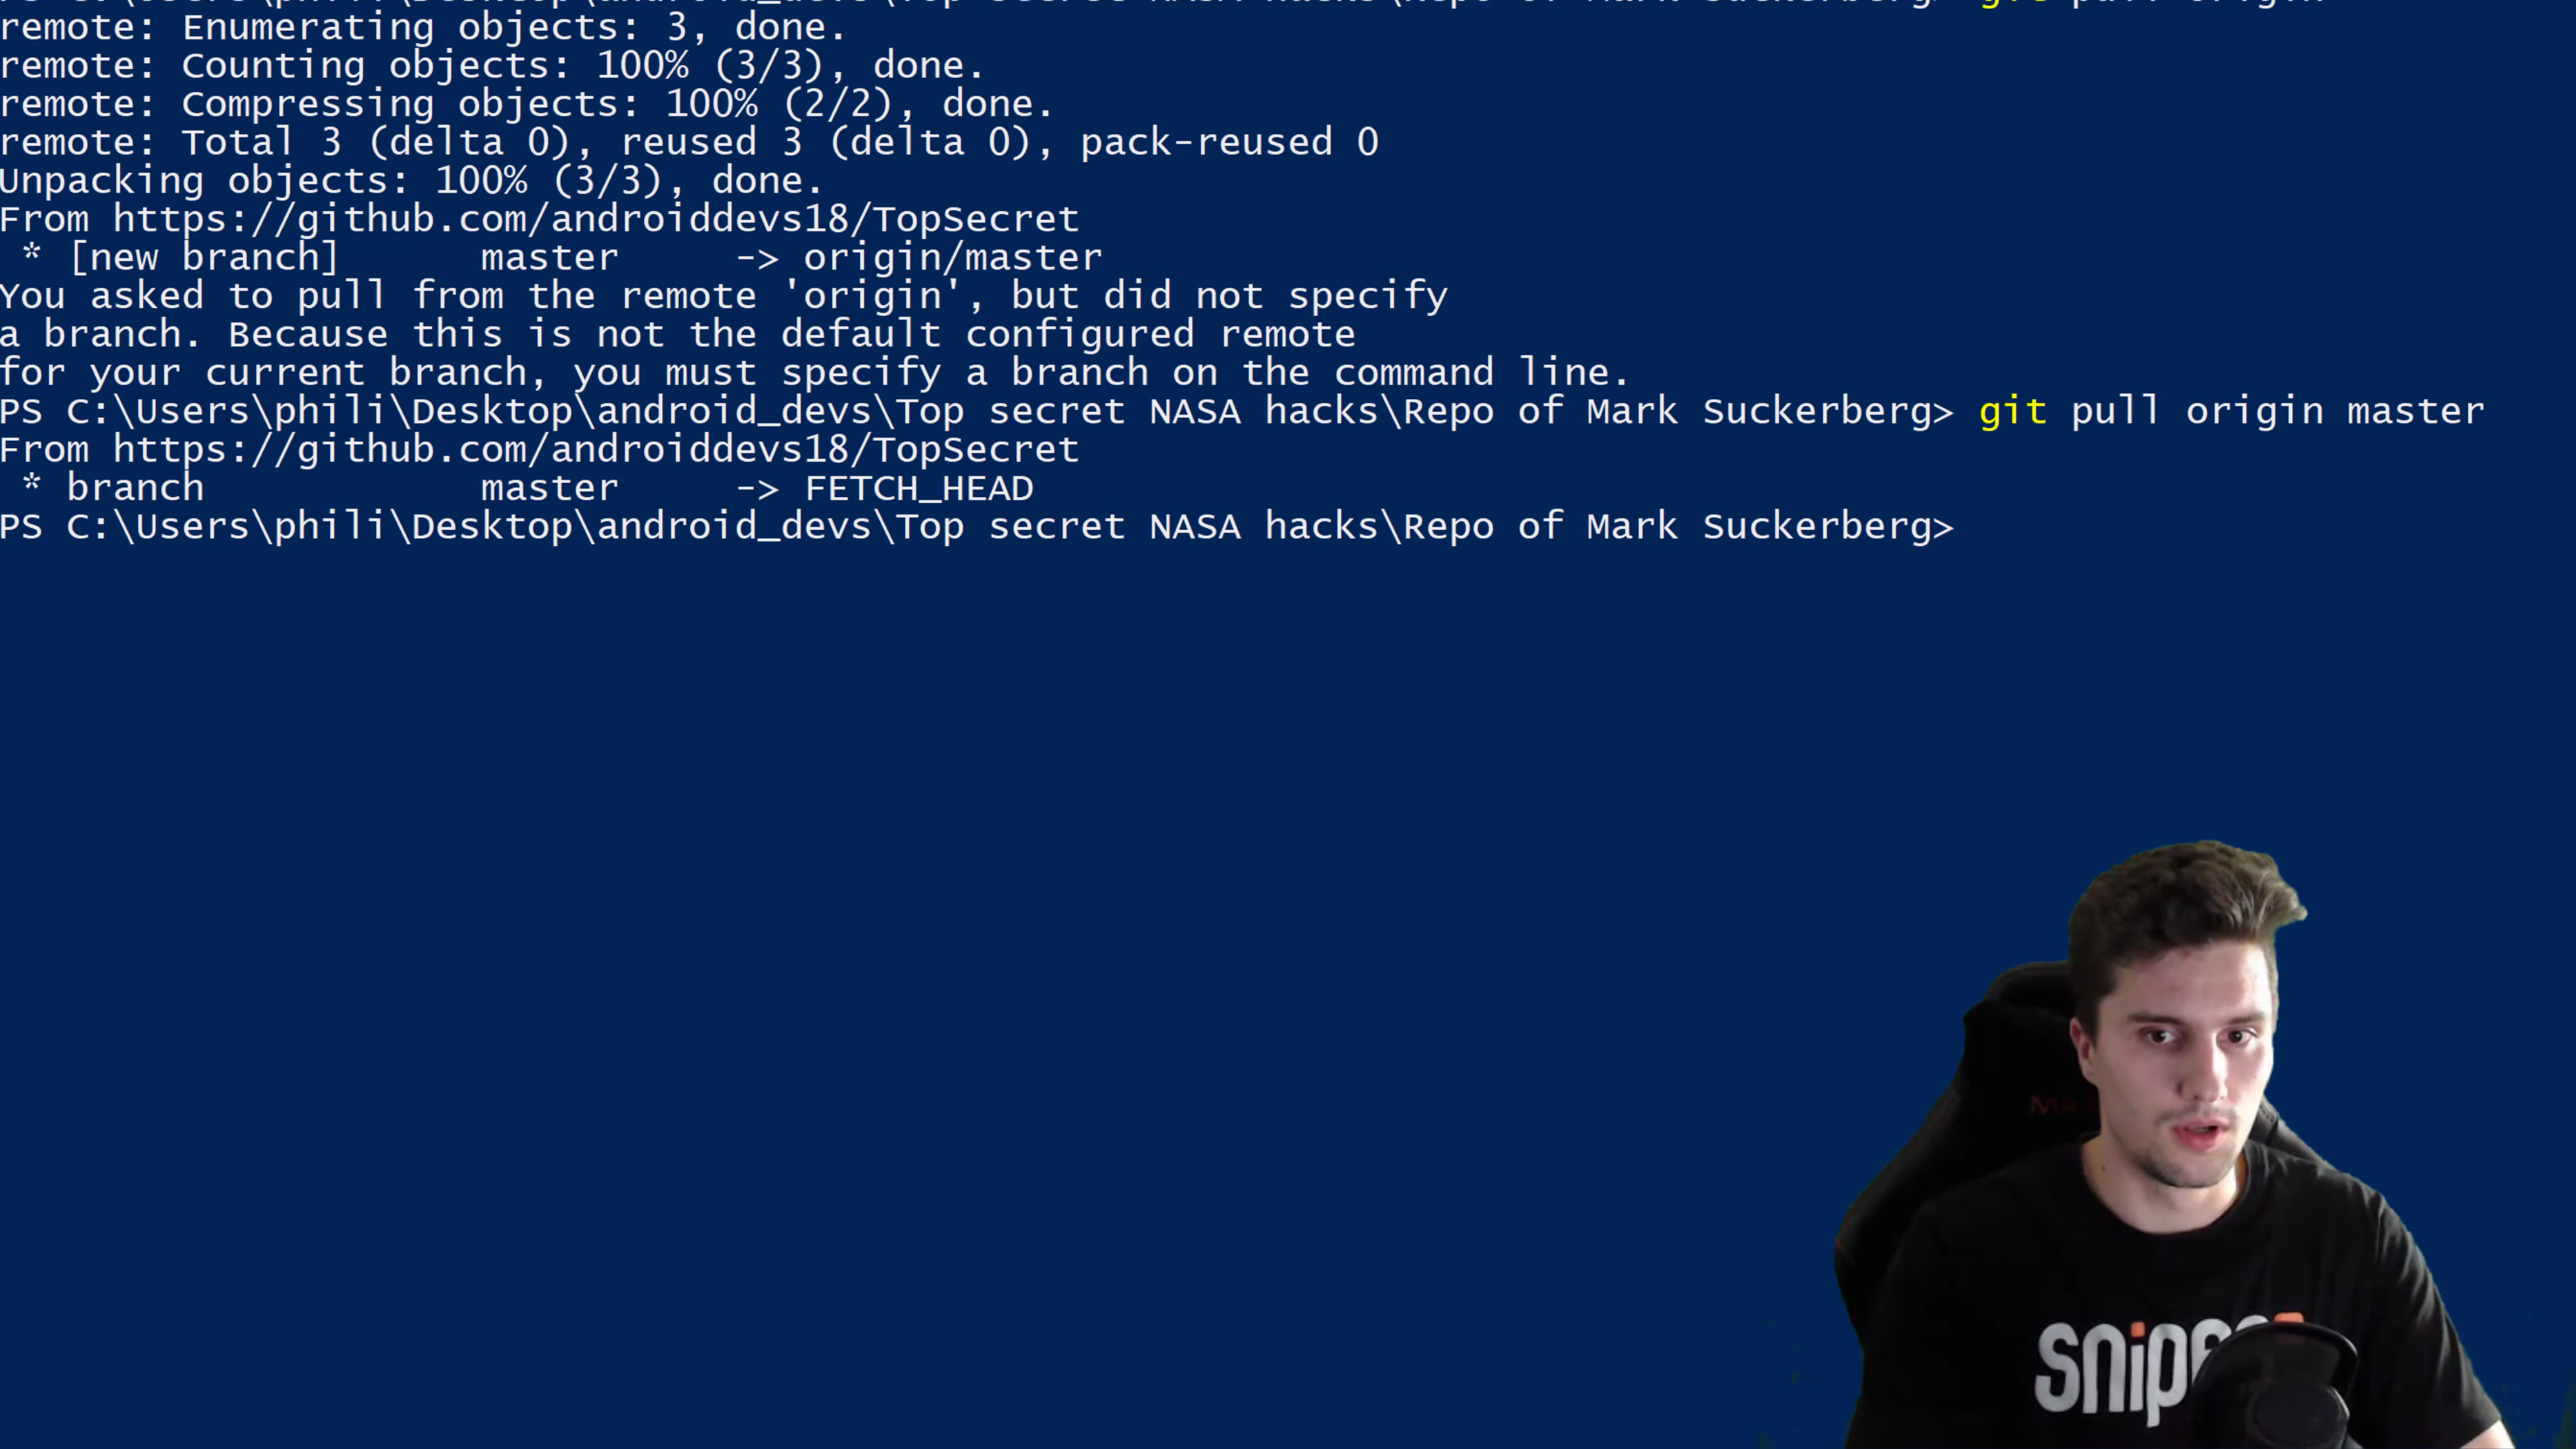 git pull origin
remote: Enumerating objects: 3, done.
remote: Counting objects: 100% (3/3), done.
remote: Compressing objects: 100% (2/2), done.
remote: Total 3 (delta 0), reused 3 (delta 0), pack-reused 0
Unpacking objects: 100% (3/3), done.
From https://github.com/androiddevs18/TopSecret
 * [new branch]      master     -> origin/master
You asked to pull from the remote 'origin', but did not specify
a branch. Because this is not the default configured remote
for your current branch, you must specify a branch on the command line.
PS C:\Users\phili\Desktop\android_devs\Top secret NASA hacks\Repo of Mark Suckerberg> git pull origin master
From https://github.com/androiddevs18/TopSecret
 * branch            master     -> FETCH_HEAD
PS C:\Users\phili\Desktop\android_devs\Top secret NASA hacks\Repo of Mark Suckerberg>